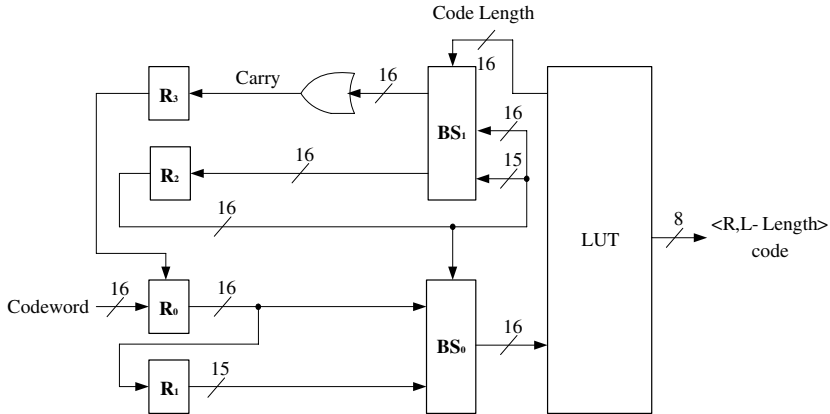 Code Length
16
Carry
16
R₃
BS₁
16
15
R₂
16
16
LUT
8
<R,L- Length>
code
Codeword
16
R₀
16
BS₀
16
R₁
15